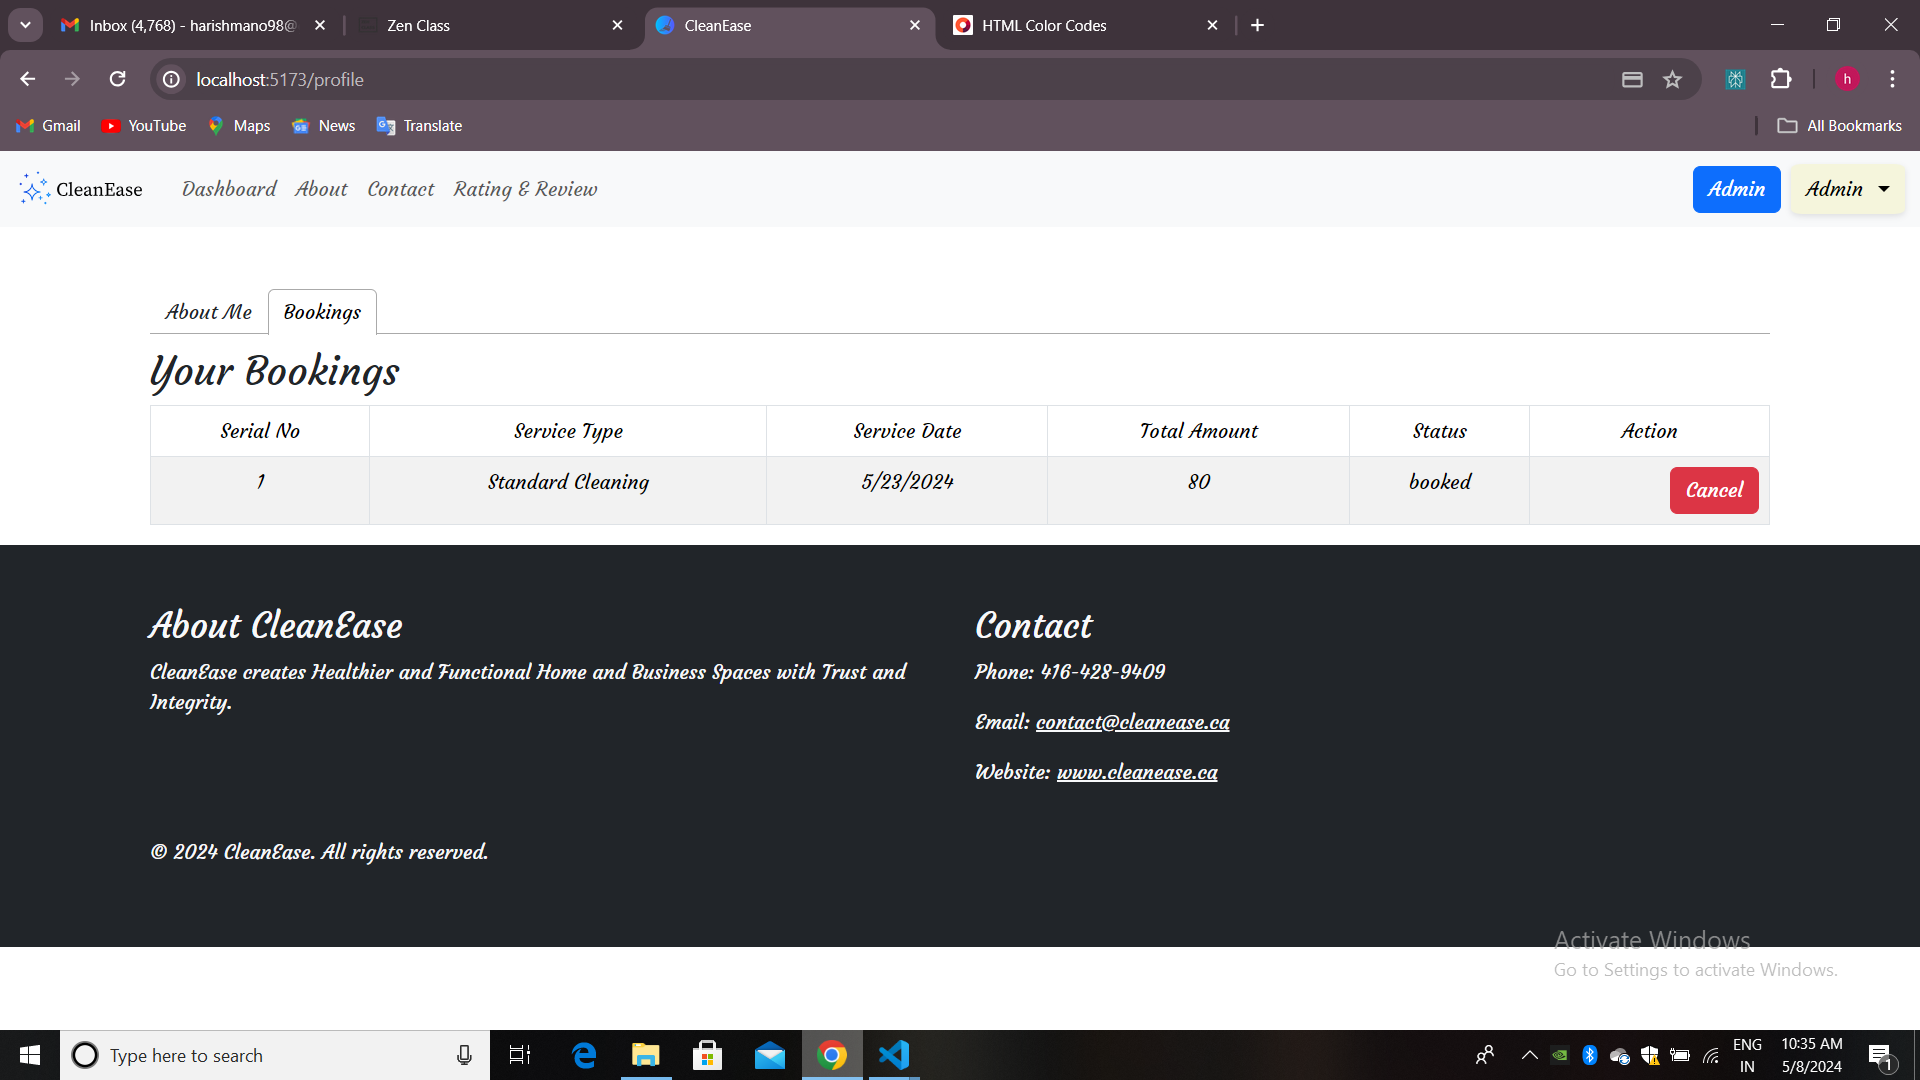 Inbox (4,768) - harishmano98@
Zen Class
CleanEase
HTML Color Codes
localhost:5173/profile
h
Gmail
YouTube
Maps
News
Translate
All Bookmarks
CleanEase
Dashboard
About
Contact
Rating & Review
Admin
Admin
About Me
Bookings
Your Bookings
Serial No Service Type Service Date Total Amount Status Action
1 Standard Cleaning 5/23/2024 80 booked Cancel
About CleanEase
CleanEase creates Healthier and Functional Home and Business Spaces with Trust and
Integrity.
Contact
Phone: 416-428-9409
Email: contact@cleanease.ca
Website: www.cleanease.ca
© 2024 CleanEase. All rights reserved.
Activate Windows
Go to Settings to activate Windows.
Type here to search
ENG
IN
10:35 AM
5/8/2024
1